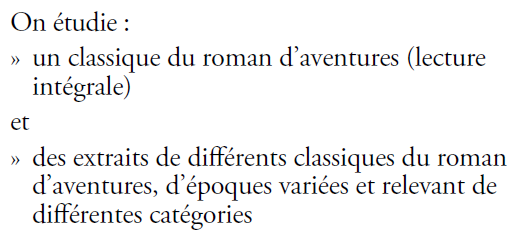 On étudie :
» un classique du roman d’aventures (lecture
intégrale)
et
» des extraits de différents classiques du roman
d’aventures, d’époques variées et relevant de
différentes catégories